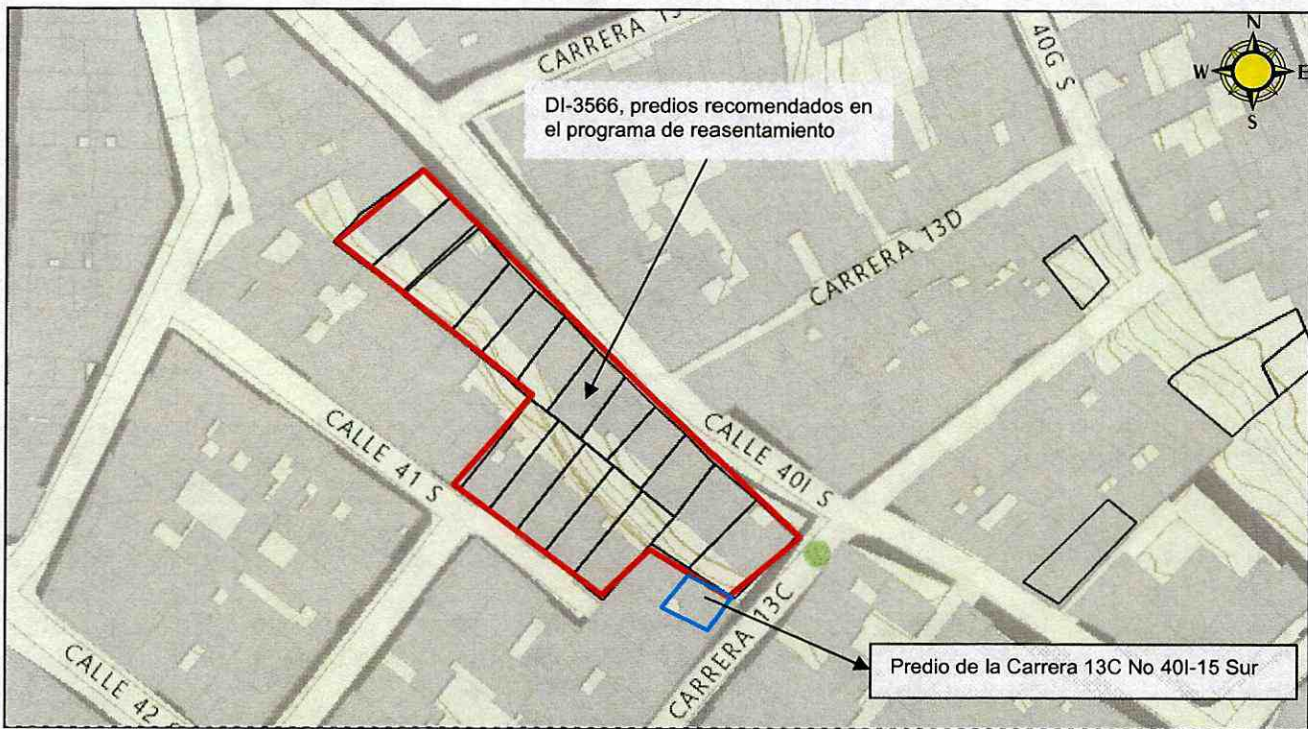 CARRERA 13
40G S
N
W E
S
DI-3566, predios recomendados en
el programa de reasentamiento
CARRERA 13D
CALLE 41 S
CALLE 40I S
CARRERA 13C
Predio de la Carrera 13C No 40I-15 Sur
CALLE 42 S